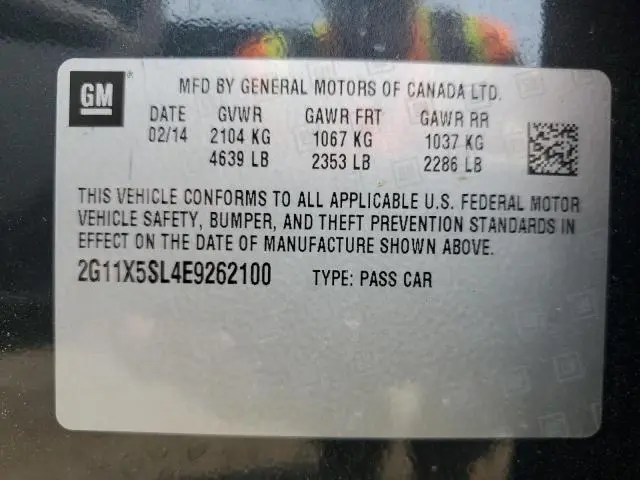 GM
MFD BY GENERAL MOTORS OF CANADA LTD.
DATE GVWR GAWR FRT GAWR RR
02/14 2104 KG 1067 KG 1037 KG
4639 LB 2353 LB 2286 LB
THIS VEHICLE CONFORMS TO ALL APPLICABLE U.S. FEDERAL MOTOR
VEHICLE SAFETY, BUMPER, AND THEFT PREVENTION STANDARDS IN
EFFECT ON THE DATE OF MANUFACTURE SHOWN ABOVE.
2G11X5SL4E9262100 TYPE: PASS CAR